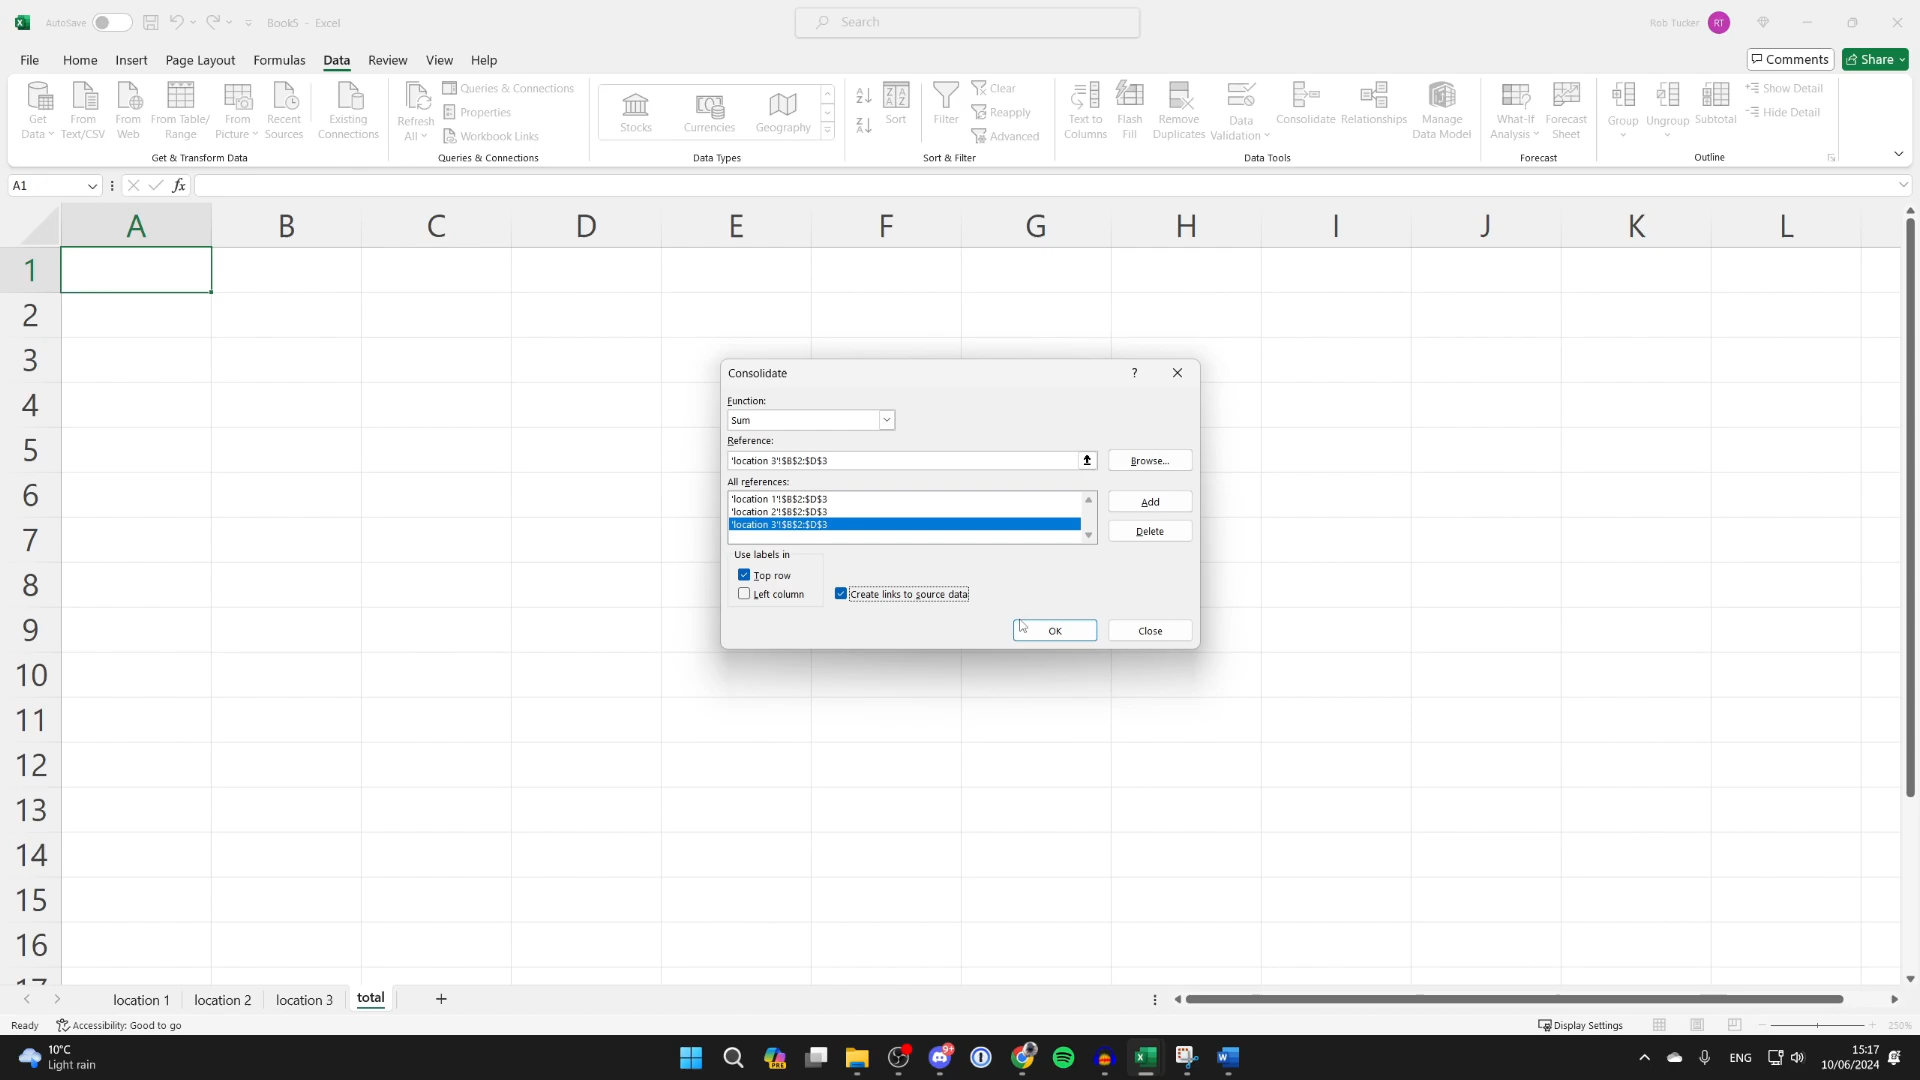 AutoSave
Book5 - Excel
Search
Rob Tucker RT
File Home Insert Page Layout Formulas Data Review View Help
Comments Share
Get Data
From Text/CSV
From Web
From Table/ Range
From Picture
Recent Sources
Existing Connections
Get & Transform Data
Refresh All
Queries & Connections
Properties
Workbook Links
Queries & Connections
Stocks Currencies Geography
Data Types
Sort
Filter
Clear
Reapply
Advanced
Sort & Filter
Text to Columns
Flash Fill
Remove Duplicates
Data Validation
Consolidate
Relationships
Manage Data Model
Data Tools
What-If Analysis
Forecast Sheet
Forecast
Group
Ungroup
Subtotal
Show Detail
Hide Detail
Outline
A1
fx
A B C D E F G H I J K L
1
2
3
4
5
6
7
8
9
10
11
12
13
14
15
16
17
Consolidate
?
Function:
Sum
Reference:
'location 3'!$B$2:$D$3
Browse...
All references:
'location 1'!$B$2:$D$3
'location 2'!$B$2:$D$3
'location 3'!$B$2:$D$3
Add
Delete
Use labels in
Top row
Left column
Create links to source data
OK
Close
location 1 location 2 location 3 total
Ready
Accessibility: Good to go
Display Settings
250%
10°C
Light rain
PRE
9+
ENG
15:17
10/06/2024